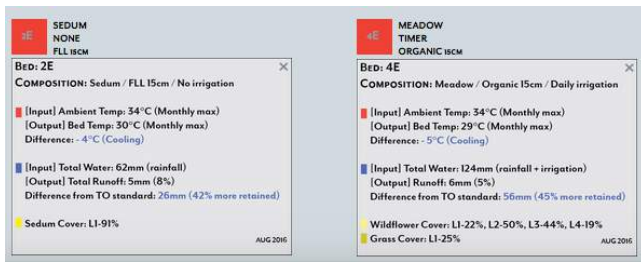 2E
SEDUM
NONE
FLL 15CM
BED: 2E
COMPOSITION: Sedum / FLL 15cm / No irrigation
[Input] Ambient Temp: 34°C (Monthly max)
[Output] Bed Temp: 30°C (Monthly max)
Difference: - 4°C (Cooling)
[Input] Total Water: 62mm (rainfall)
[Output] Total Runoff: 5mm (8%)
Difference from TO standard: 26mm (42% more retained)
Sedum Cover: L1-91%
AUG 2016
4E
MEADOW
TIMER
ORGANIC 15CM
BED: 4E
COMPOSITION: Meadow / Organic 15cm / Daily irrigation
[Input] Ambient Temp: 34°C (Monthly max)
[Output] Bed Temp: 29°C (Monthly max)
Difference: - 5°C (Cooling)
[Input] Total Water: 124mm (rainfall + irrigation)
[Output] Runoff: 6mm (5%)
Difference from TO standard: 56mm (45% more retained)
Wildflower Cover: L1-22%, L2-50%, L3-44%, L4-19%
Grass Cover: L1-25%
AUG 2016